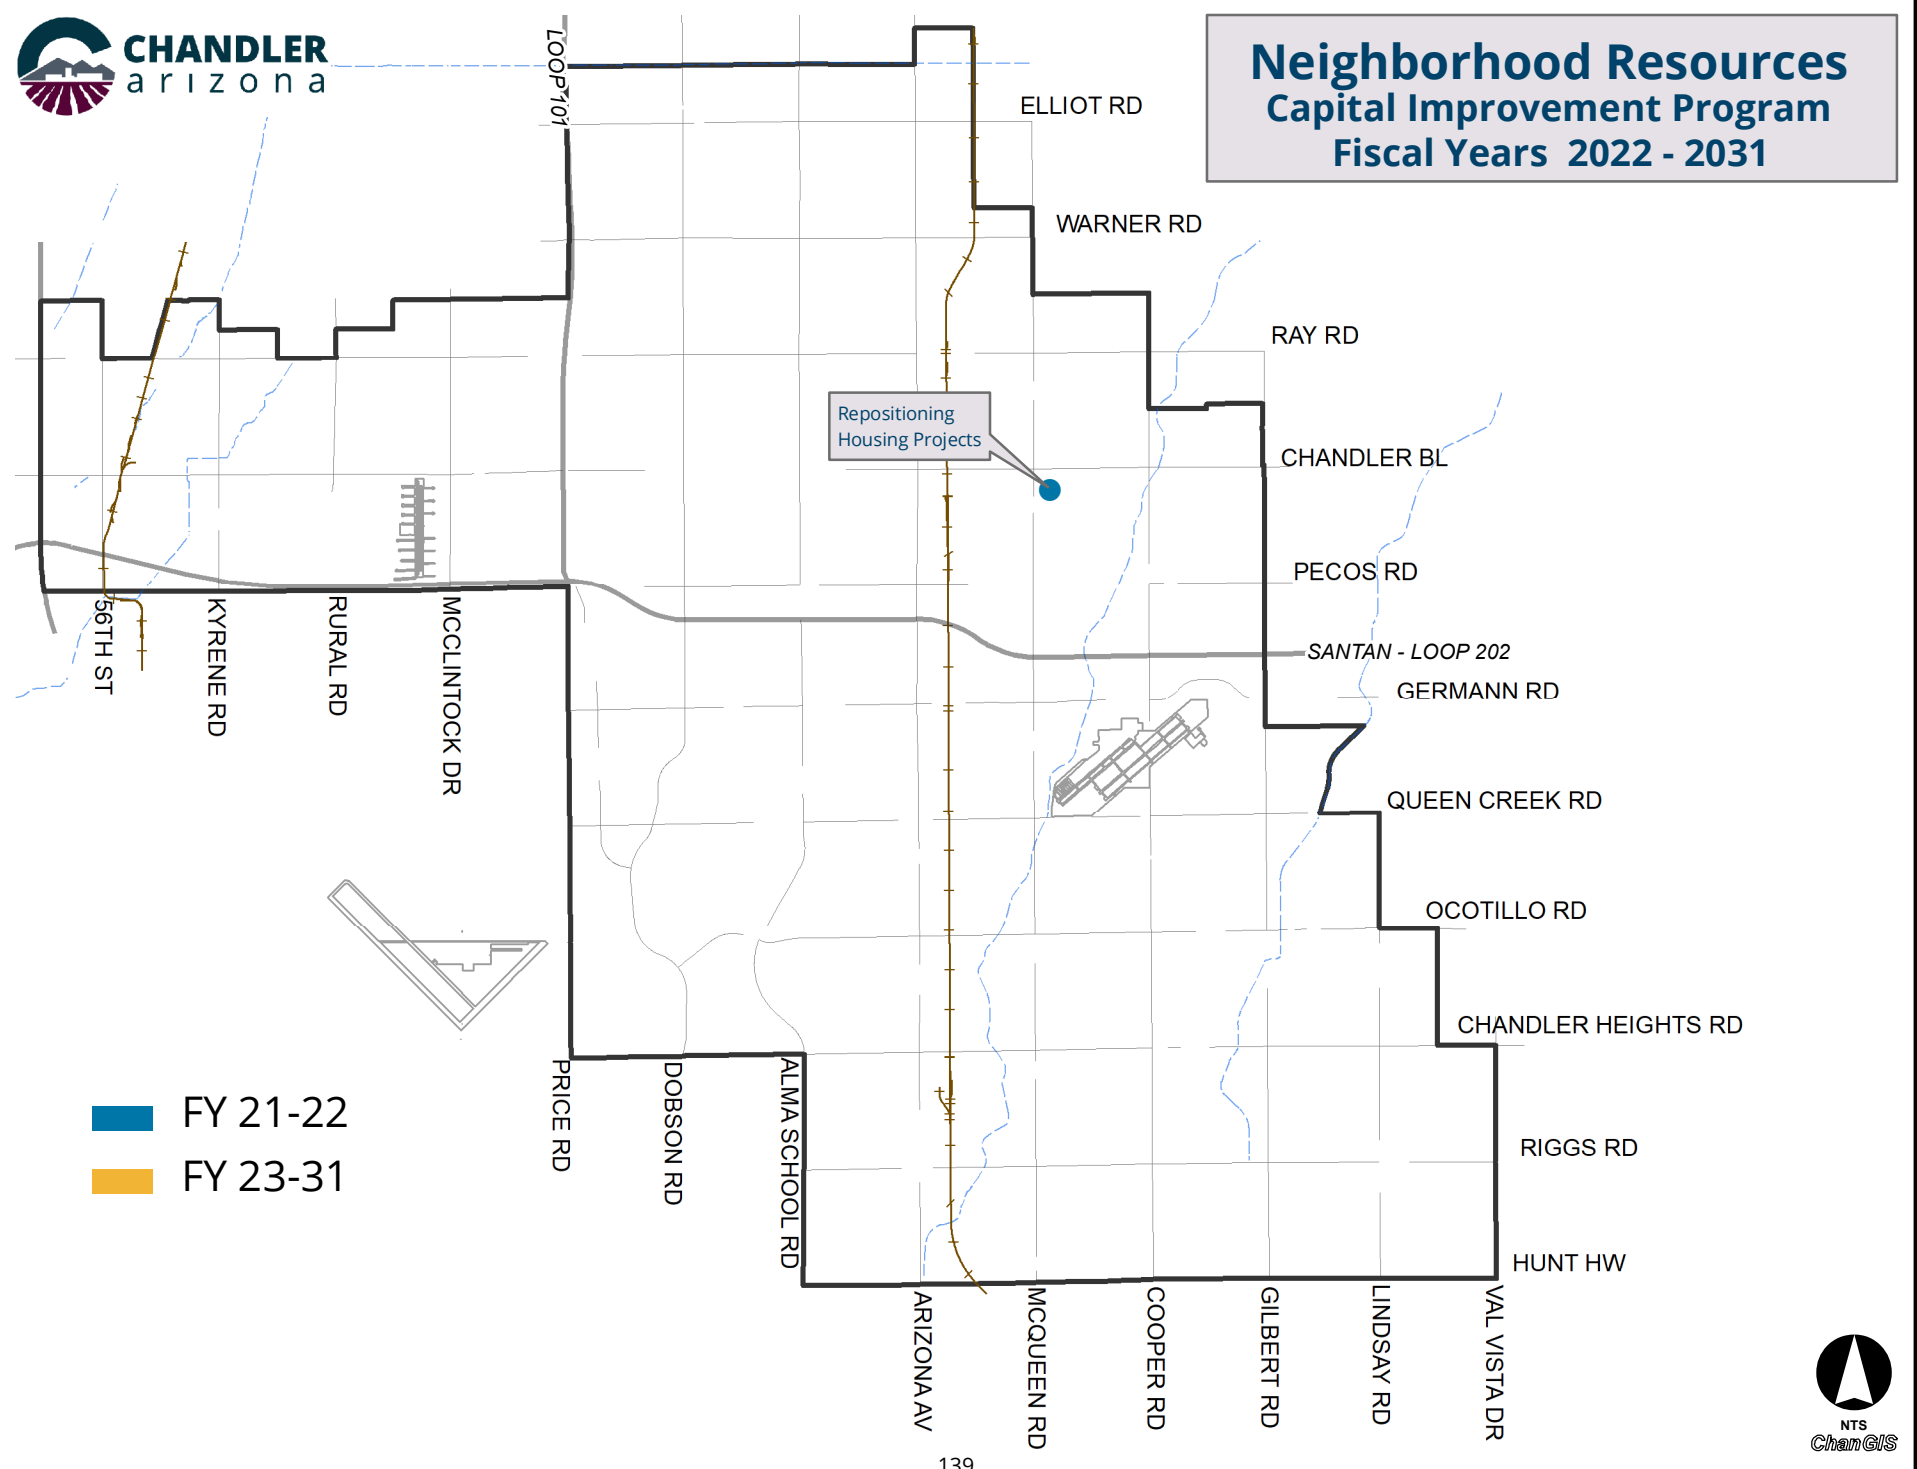 CHANDLER
arizona
Neighborhood Resources
Capital Improvement Program
Fiscal Years 2022 - 2031
LOOP 101
ELLIOT RD
WARNER RD
RAY RD
Repositioning
Housing Projects
CHANDLER BL
PECOS RD
SANTAN - LOOP 202
GERMANN RD
56TH ST
KYRENE RD
RURAL RD
MCCLINTOCK DR
QUEEN CREEK RD
OCOTILLO RD
CHANDLER HEIGHTS RD
PRICE RD
DOBSON RD
ALMA SCHOOL RD
FY 21-22
FY 23-31
RIGGS RD
HUNT HW
ARIZONA AV
MCQUEEN RD
COOPER RD
GILBERT RD
LINDSAY RD
VAL VISTA DR
NTS
ChanGIS
139